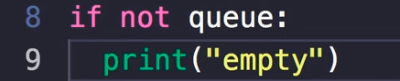 8 if not queue:
9 print("empty")